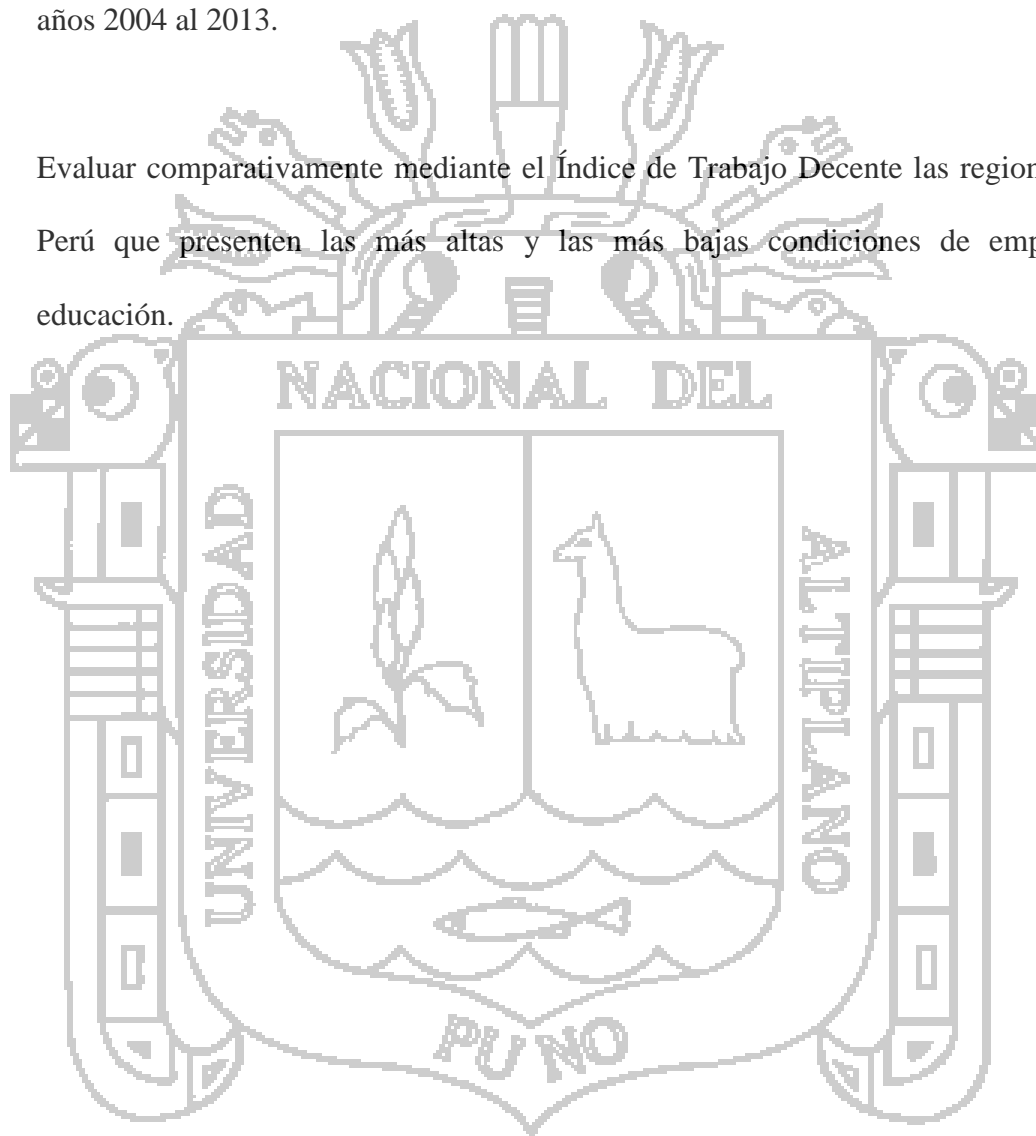 años 2004 al 2013.
Evaluar comparativamente mediante el Índice de Trabajo Decente las region
Perú que presenten las más altas y las más bajas condiciones de emp
educación.
NACIONAL DEL
UNIVERSIDAD
ALTIPLANO
PUNO